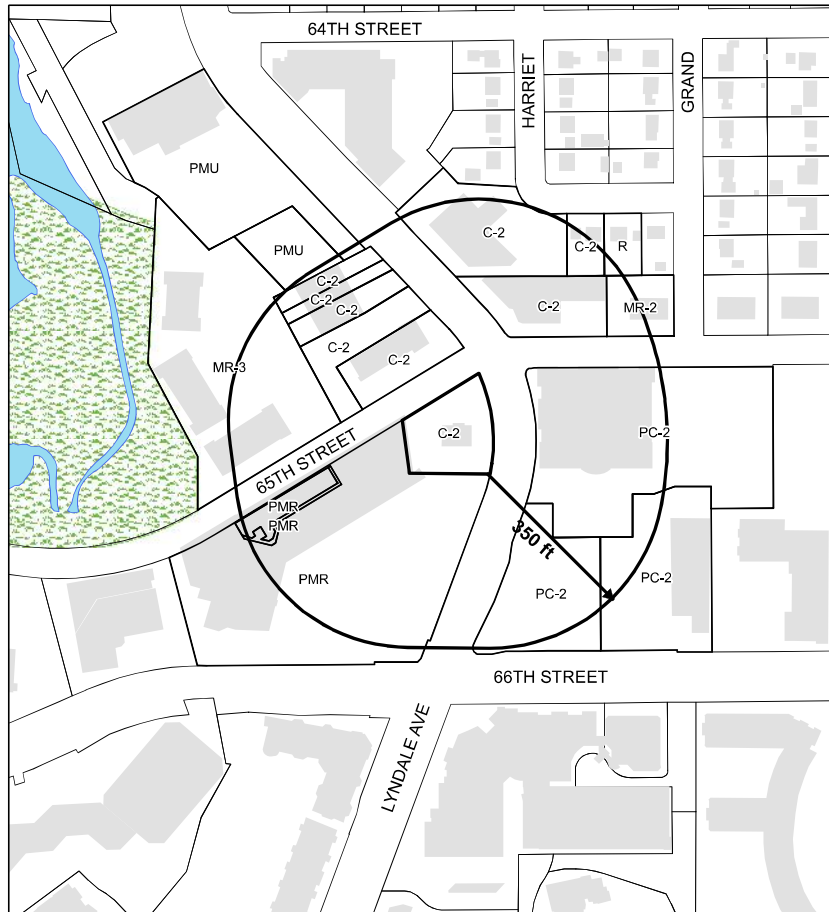 64TH STREET
HARRIET
GRAND
PMU
PMU
C-2
C-2
R
C-2
C-2
C-2
C-2
MR-2
C-2
C-2
MR-3
C-2
PC-2
65TH STREET
PMR
PMR
350 ft
PMR
PC-2
PC-2
66TH STREET
LYNDALE AVE